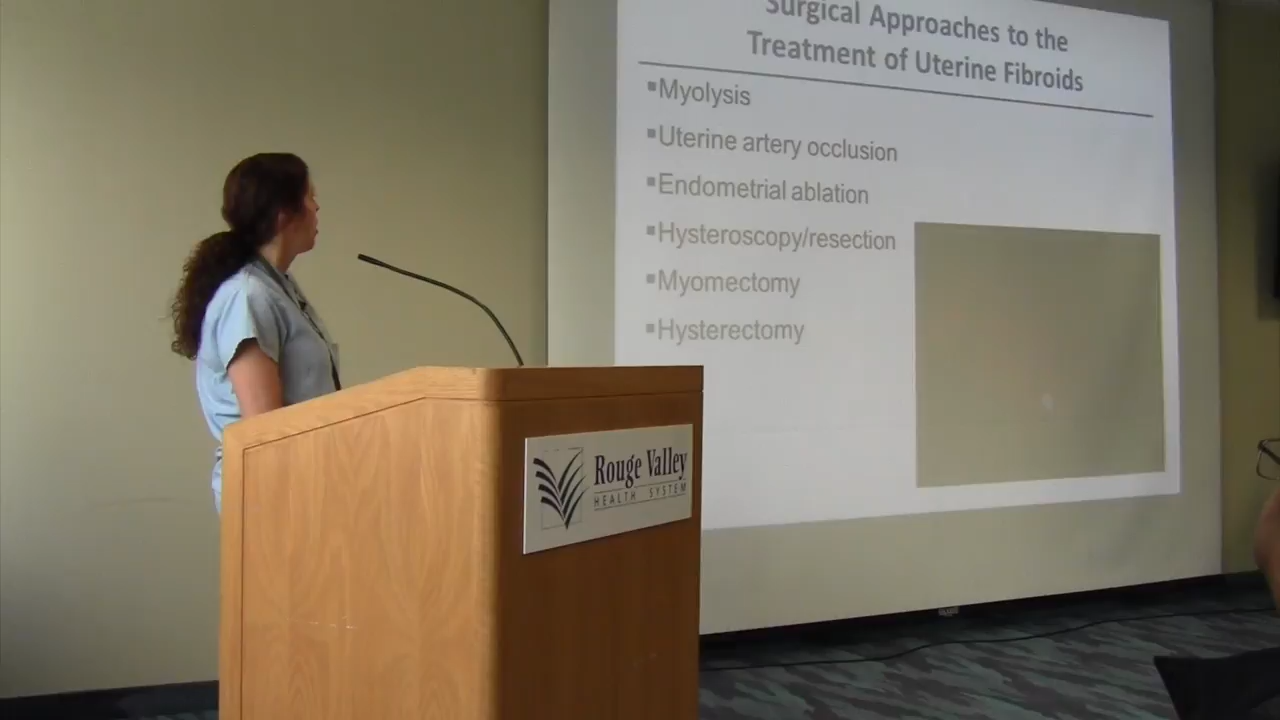 Surgical Approaches to the
Treatment of Uterine Fibroids
▪Myolysis
▪Uterine artery occlusion
▪Endometrial ablation
▪Hysteroscopy/resection
▪Myomectomy
▪Hysterectomy
Rouge Valley
HEALTH SYSTEM